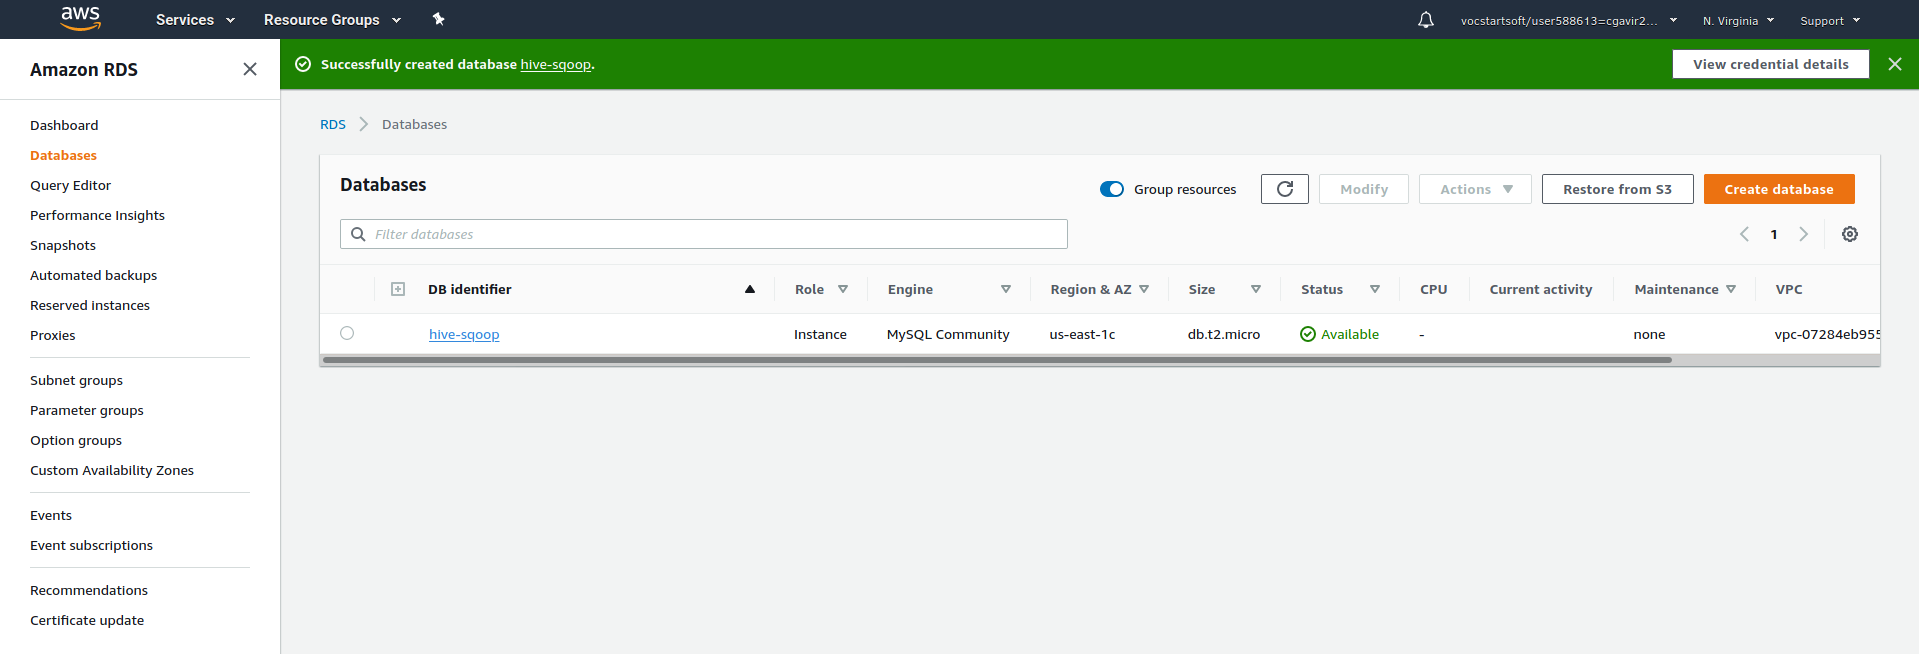 aws Services Resource Groups vocstartsoft/user588613=cgavir2... N. Virginia Support
Amazon RDS
Successfully created database hive-sqoop. View credential details
Dashboard
Databases
Query Editor
Performance Insights
Snapshots
Automated backups
Reserved instances
Proxies
Subnet groups
Parameter groups
Option groups
Custom Availability Zones
Events
Event subscriptions
Recommendations
Certificate update
RDS Databases
Databases Group resources Modify Actions Restore from S3 Create database
Filter databases 1
DB identifier Role Engine Region & AZ Size Status CPU Current activity Maintenance VPC
hive-sqoop Instance MySQL Community us-east-1c db.t2.micro Available - none vpc-07284eb955